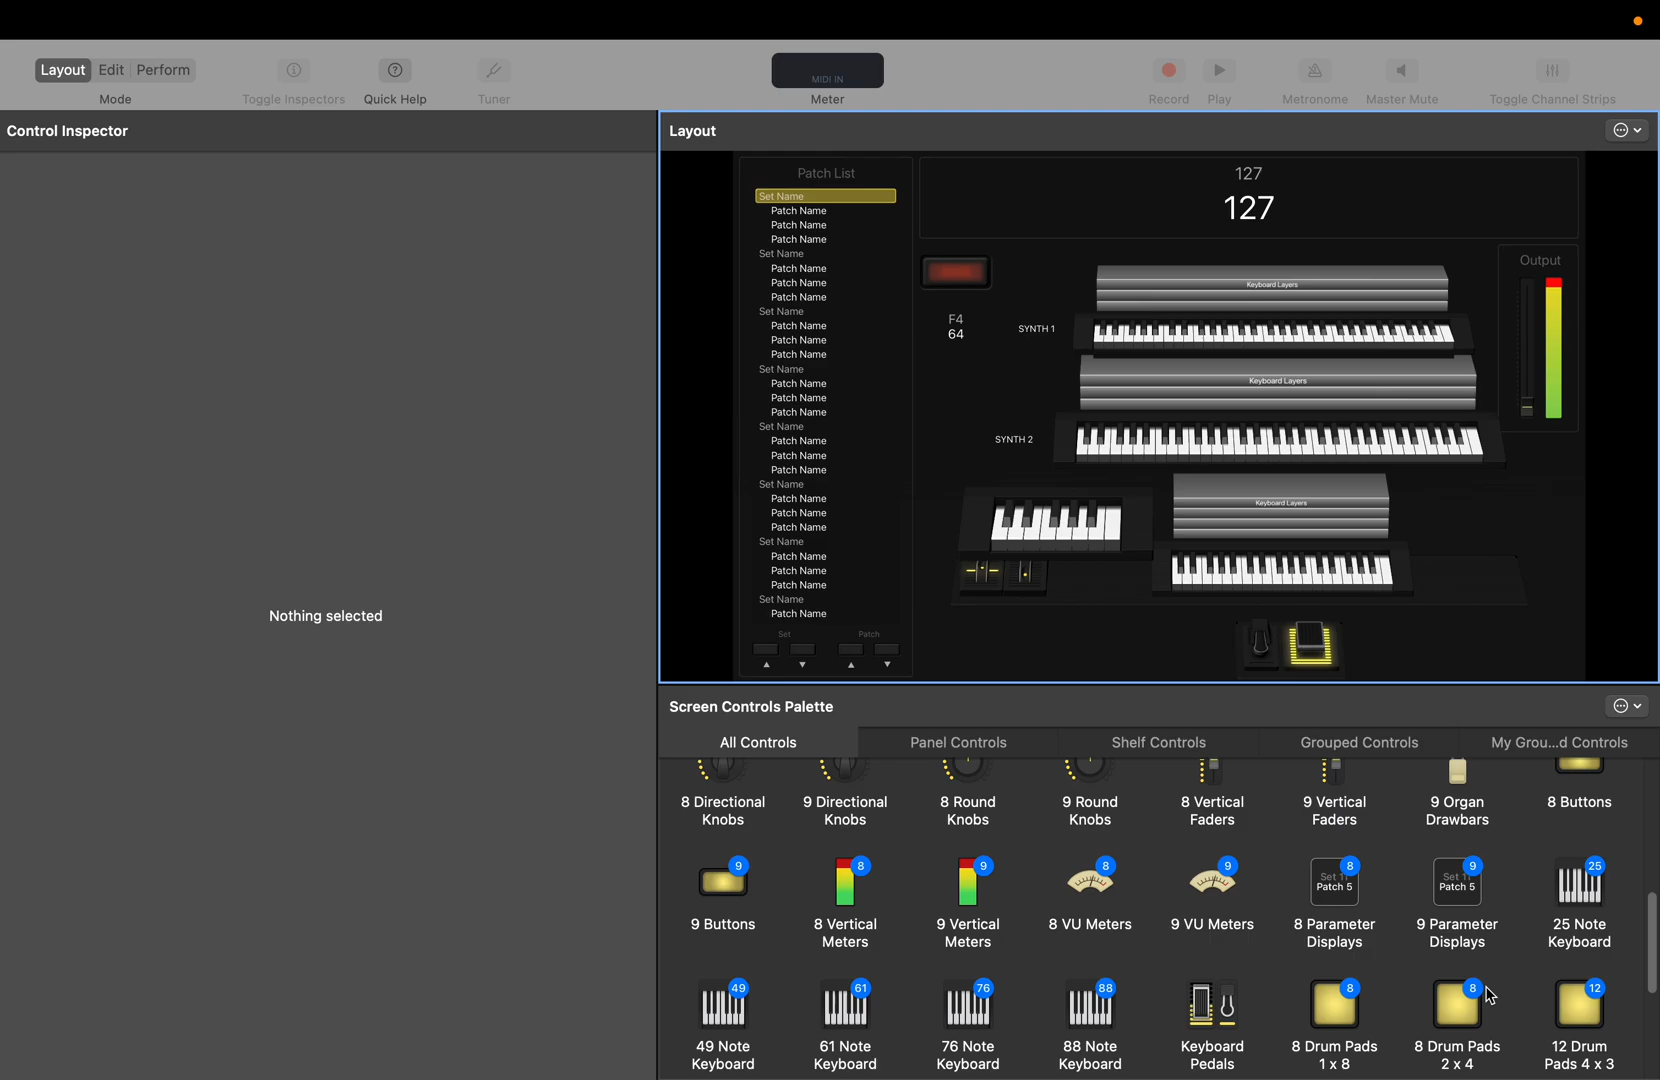 Layout Edit Perform
Mode
Toggle Inspectors
Quick Help
Tuner
MIDI IN
Meter
Record
Play
Metronome
Master Mute
Toggle Channel Strips
Control Inspector
Nothing selected
Layout
Patch List
Set Name
Patch Name
Patch Name
Patch Name
Set Name
Patch Name
Patch Name
Patch Name
Set Name
Patch Name
Patch Name
Patch Name
Set Name
Patch Name
Patch Name
Patch Name
Set Name
Patch Name
Patch Name
Patch Name
Set Name
Patch Name
Patch Name
Patch Name
Set Name
Patch Name
Patch Name
Patch Name
Set Name
Patch Name
Set
Patch
127
127
Output
F4
64
SYNTH 1
Keyboard Layers
Keyboard Layers
SYNTH 2
Keyboard Layers
Screen Controls Palette
All Controls
Panel Controls
Shelf Controls
Grouped Controls
My Grou...d Controls
8 Directional
Knobs
9 Directional
Knobs
8 Round
Knobs
9 Round
Knobs
8 Vertical
Faders
9 Vertical
Faders
9 Organ
Drawbars
8 Buttons
9
9 Buttons
8
8 Vertical
Meters
9
9 Vertical
Meters
8
8 VU Meters
9
9 VU Meters
8
Set 1
Patch 5
8 Parameter
Displays
9
Set 1
Patch 5
9 Parameter
Displays
25
25 Note
Keyboard
49
49 Note
Keyboard
61
61 Note
Keyboard
76
76 Note
Keyboard
88
88 Note
Keyboard
Keyboard
Pedals
8
8 Drum Pads
1 x 8
8
8 Drum Pads
2 x 4
12
12 Drum
Pads 4 x 3